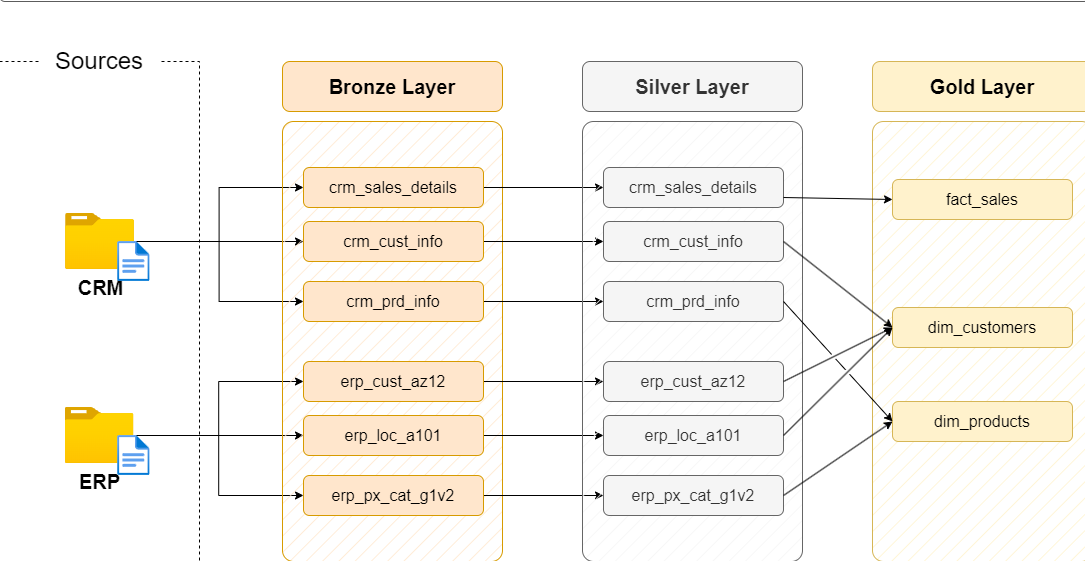 Sources
Bronze Layer
Silver Layer
Gold Layer
crm_sales_details
crm_sales_details
fact_sales
crm_cust_info
crm_cust_info
CRM
crm_prd_info
crm_prd_info
dim_customers
erp_cust_az12
erp_cust_az12
dim_products
erp_loc_a101
erp_loc_a101
ERP
erp_px_cat_g1v2
erp_px_cat_g1v2